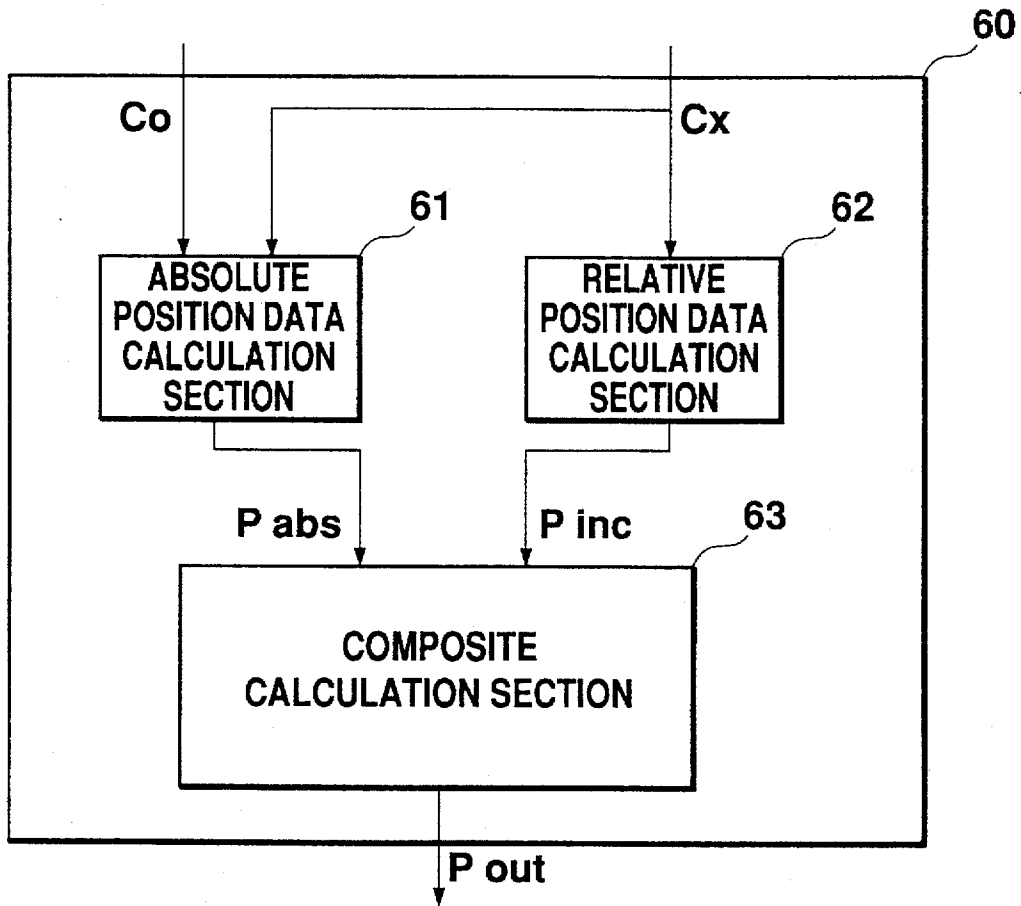 60
Co
Cx
61
62
ABSOLUTE
POSITION DATA
CALCULATION
SECTION
RELATIVE
POSITION DATA
CALCULATION
SECTION
P abs
P inc
63
COMPOSITE
CALCULATION SECTION
P out